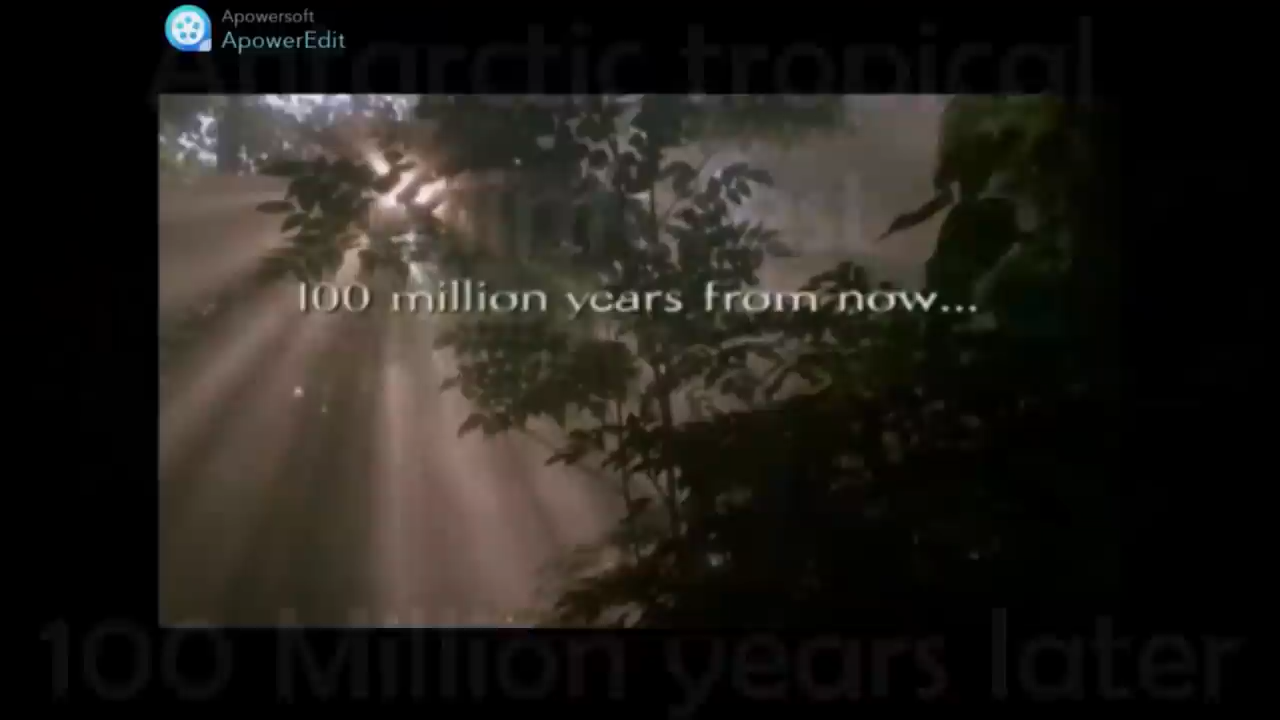 Apowersoft
ApowerEdit
Antarctic tropical
100 million years from now...
100 Million years later